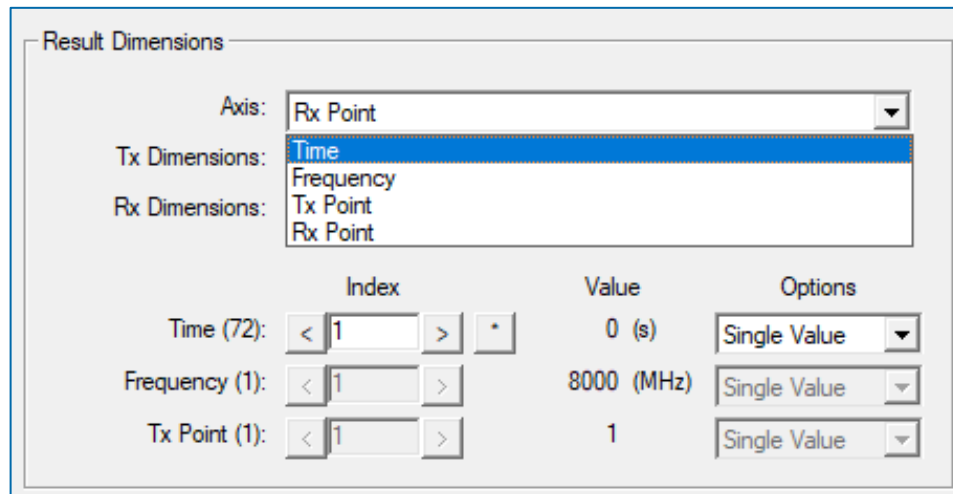 Result Dimensions
Axis: Rx Point
Tx Dimensions: Time
Frequency
Rx Dimensions: Tx Point
Rx Point
Index Value Options
Time (72): < 1 > * 0 (s) Single Value
Frequency (1): < 1 > 8000 (MHz) Single Value
Tx Point (1): < 1 > 1 Single Value